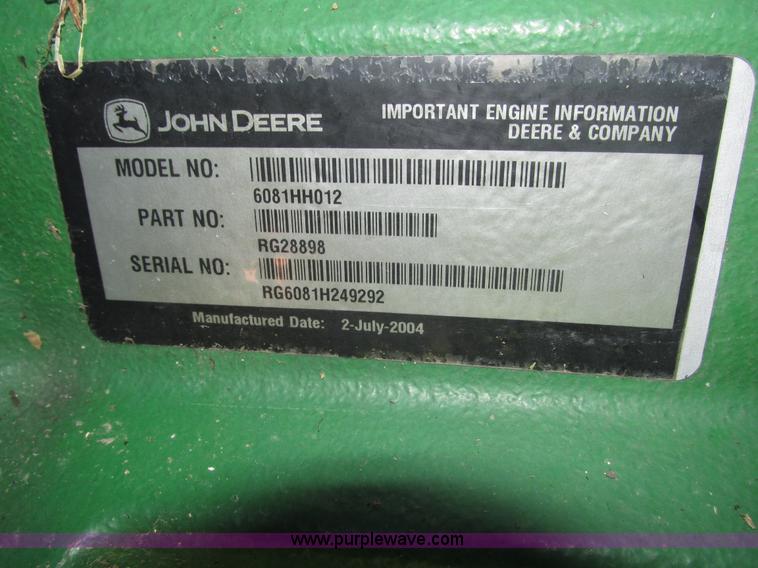 JOHN DEERE
IMPORTANT ENGINE INFORMATION
DEERE & COMPANY
MODEL NO:
6081HH012
PART NO:
RG28898
SERIAL NO:
RG6081H249292
Manufactured Date: 2-July-2004
www.purplewave.com